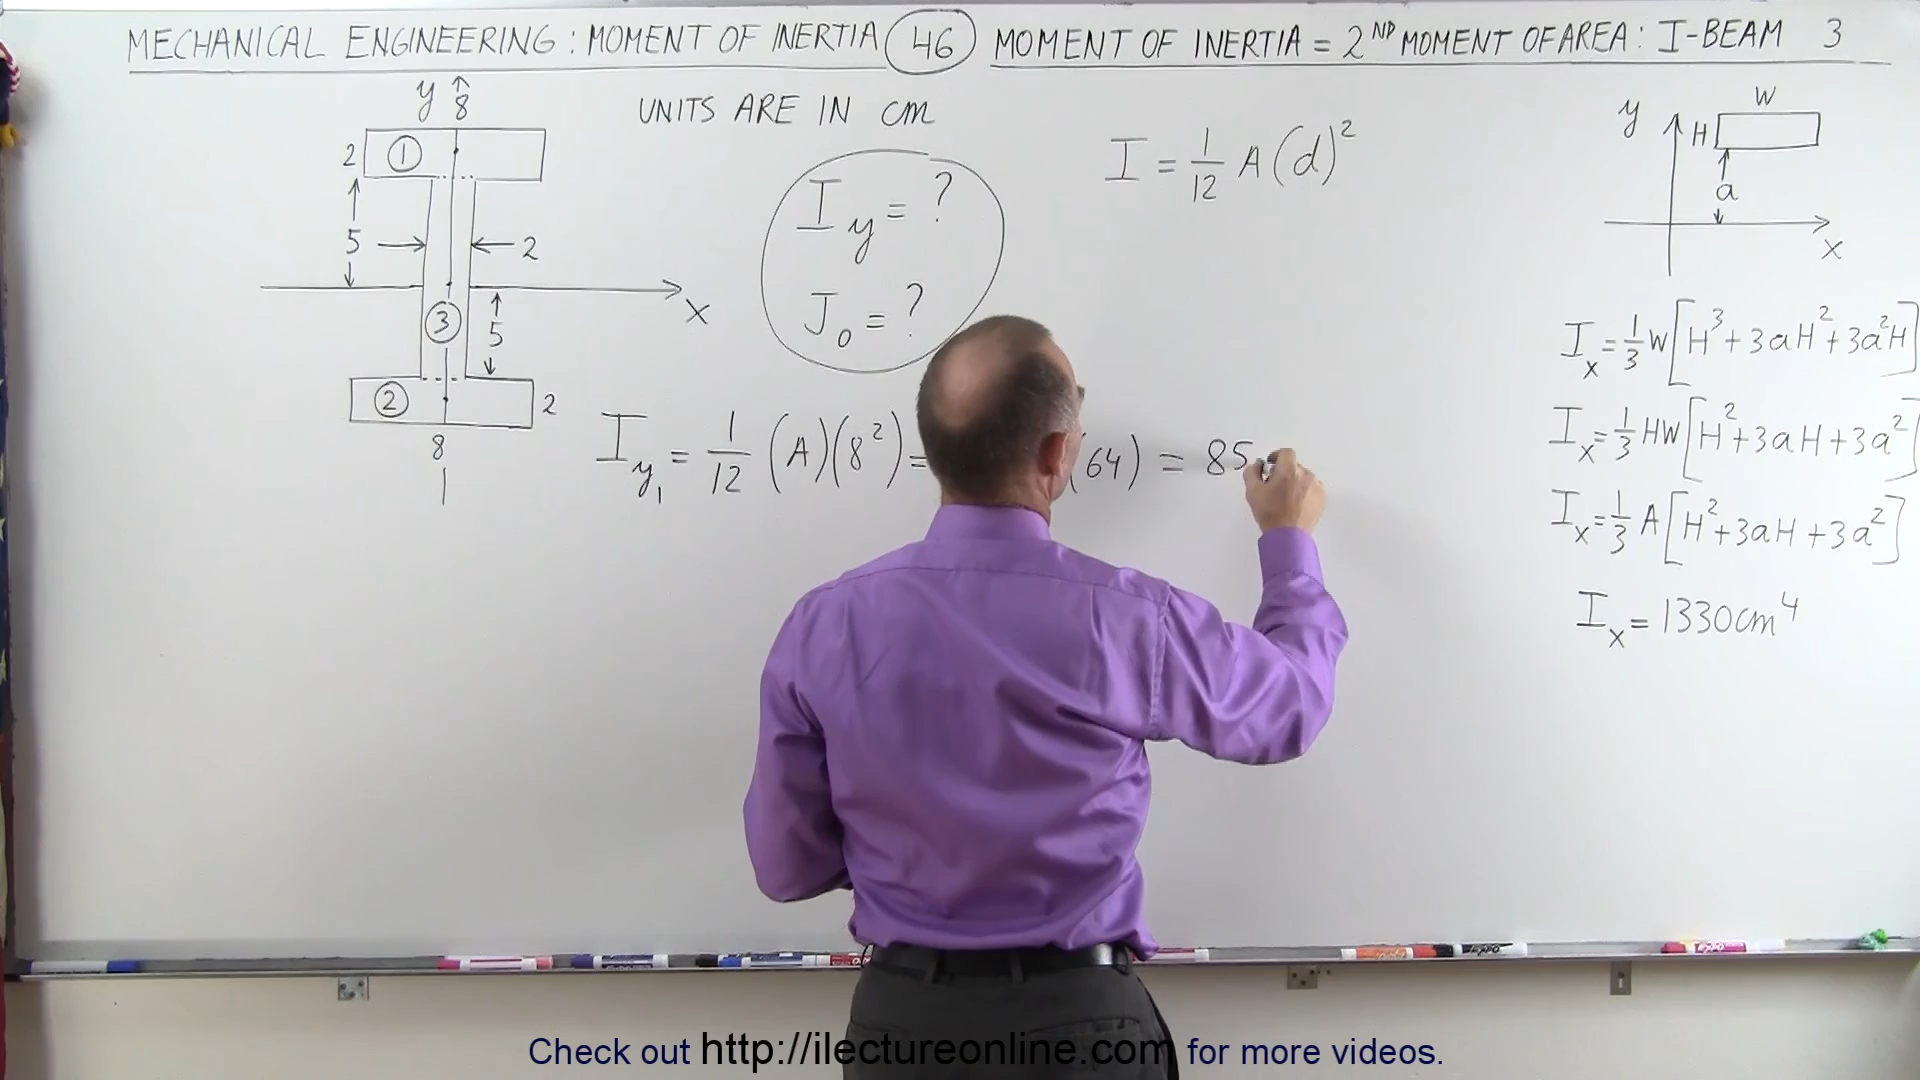 MECHANICAL ENGINEERING : MOMENT OF INERTIA 46 MOMENT OF INERTIA = 2ND MOMENT OF AREA : I-BEAM 3
UNITS ARE IN cm
y 8
2 1
5 2
x
3
5
2 2
8
I y = ?
J o = ?
I = 1/12 A (d)²
I y₁ = 1/12 (A)(8²) = (64) = 85
y W
H
a
x
Ix = 1/3 W[H³ + 3aH² + 3a²H]
Ix = 1/3 HW[H² + 3aH + 3a²]
Ix = 1/3 A[H² + 3aH + 3a²]
Ix = 1330 cm⁴
Check out http://ilectureonline.com for more videos.